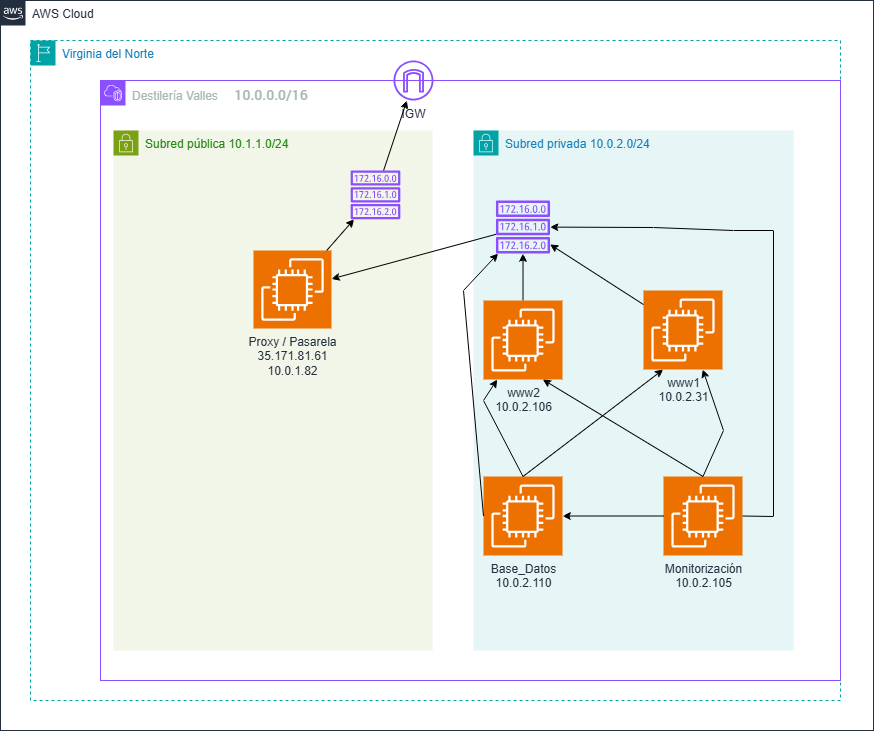 aws
AWS Cloud
Virginia del Norte
Destilería Valles 10.0.0.0/16
IGW
Subred pública 10.1.1.0/24
Subred privada 10.0.2.0/24
172.16.0.0
172.16.1.0
172.16.2.0
172.16.0.0
172.16.1.0
172.16.2.0
Proxy / Pasarela
35.171.81.61
10.0.1.82
www2
10.0.2.106
www1
10.0.2.31
Base_Datos
10.0.2.110
Monitorización
10.0.2.105